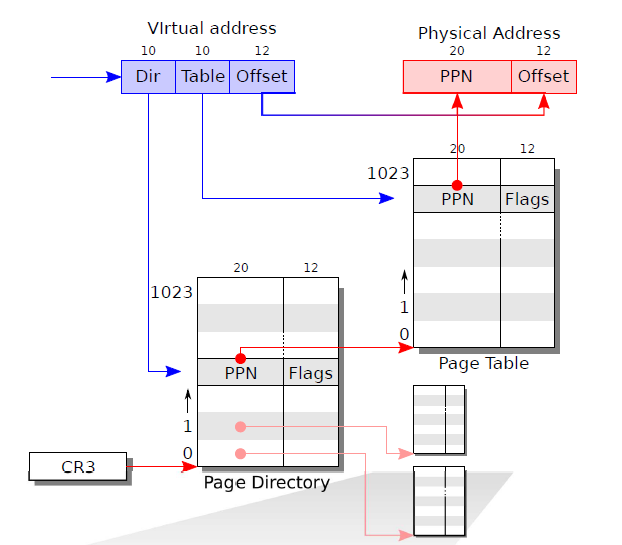 VIrtual address
10 10 12
Dir Table Offset
Physical Address
20 12
PPN Offset
20 12
1023
PPN Flags
1
0
Page Table
20 12
1023
PPN Flags
1
0
Page Directory
CR3